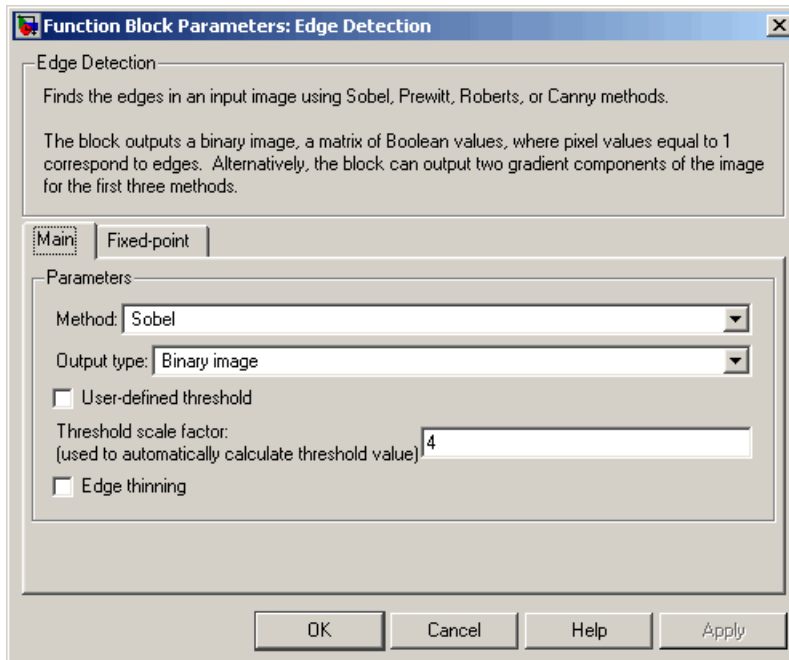 Function Block Parameters: Edge Detection
Edge Detection
Finds the edges in an input image using Sobel, Prewitt, Roberts, or Canny methods.
The block outputs a binary image, a matrix of Boolean values, where pixel values equal to 1
correspond to edges. Alternatively, the block can output two gradient components of the image
for the first three methods.
Main Fixed-point
Parameters
Method: Sobel
Output type: Binary image
User-defined threshold
Threshold scale factor:
(used to automatically calculate threshold value) 4
Edge thinning
OK Cancel Help Apply